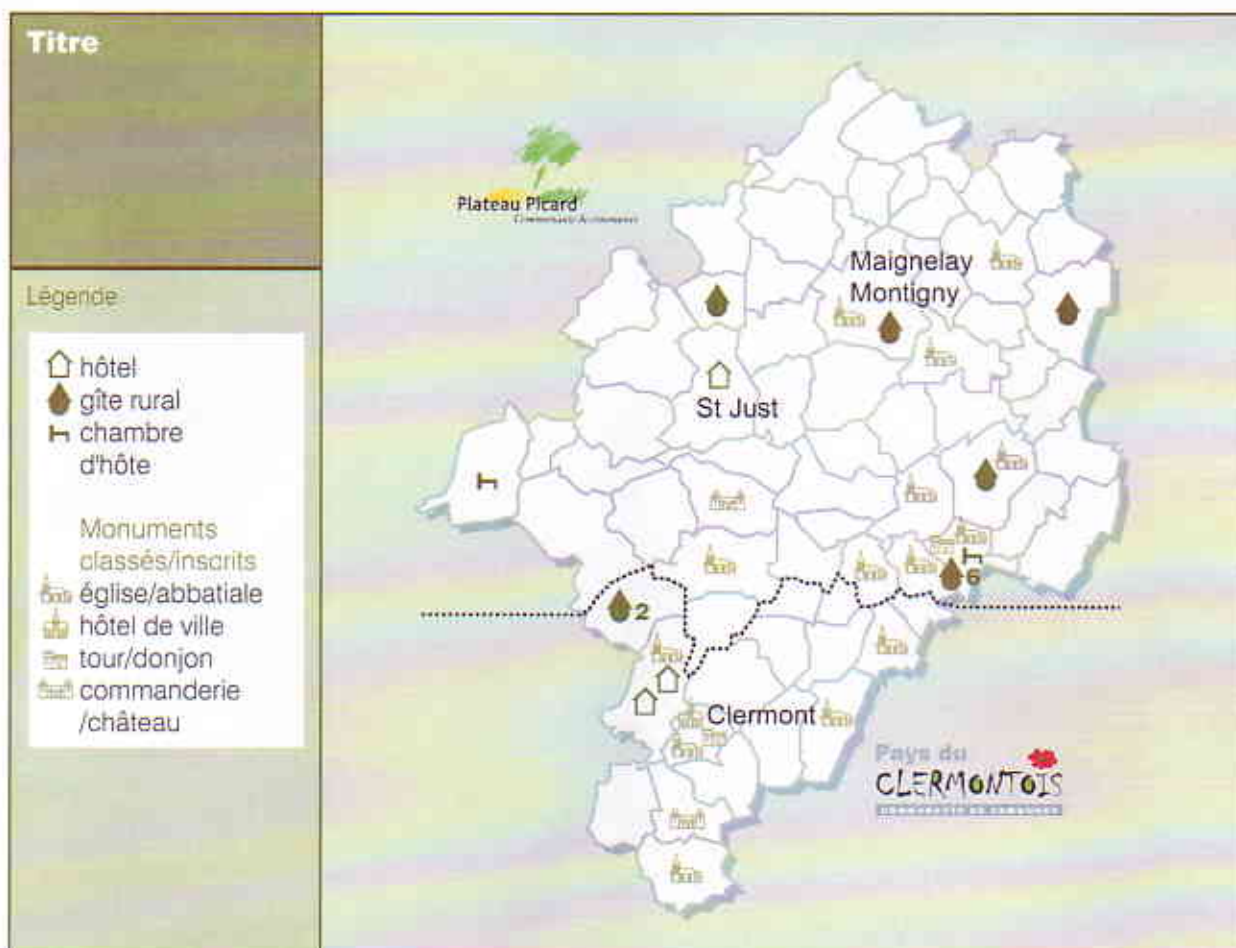 Titre
Légende
hôtel
gîte rural
chambre
d'hôte
Monuments
classés/inscrits
église/abbatiale
hôtel de ville
tour/donjon
commanderie
/château
Plateau Picard
Maignelay
Montigny
St Just
6
2
Clermont
Pays du
CLERMONTOIS